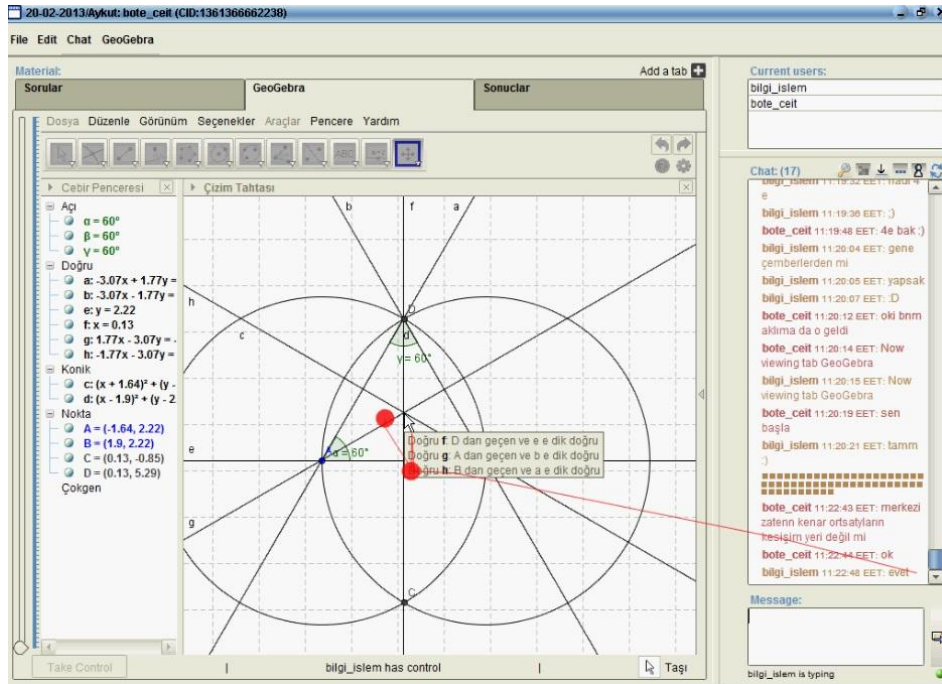 20-02-2013/Aykut: bote_ceit (CID:1361366662238)
File Edit Chat GeoGebra
Material:
Add a tab
Sorular
GeoGebra
Sonuclar
Dosya Düzenle Görünüm Seçenekler Araçlar Pencere Yardım
ABC
Cebir Penceresi
Açı
α = 60°
β = 60°
γ = 60°
Doğru
a: -3.07x + 1.77y =
b: -3.07x - 1.77y =
e: y = 2.22
f: x = 0.13
g: 1.77x - 3.07y = -
h: -1.77x - 3.07y =
Konik
c: (x + 1.64)² + (y -
d: (x - 1.9)² + (y - 2
Nokta
A = (-1.64, 2.22)
B = (1.9, 2.22)
C = (0.13, -0.85)
D = (0.13, 5.29)
Çokgen
Çizim Tahtası
b
f
a
h
D
c
d
γ = 60°
e
α = 60°
Doğru f: D dan geçen ve e e dik doğru
Doğru g: A dan geçen ve b e dik doğru
Doğru h: B dan geçen ve a e dik doğru
g
C
Take Control
bilgi_islem has control
Taşı
Current users:
bilgi_islem
bote_ceit
Chat: (17)
bilgi_islem 11:19:32 EET: hadi 4
e
bilgi_islem 11:19:36 EET: ;)
bote_ceit 11:19:48 EET: 4e bak :)
bilgi_islem 11:20:04 EET: gene
çemberlerden mi
bilgi_islem 11:20:05 EET: yapsak
bilgi_islem 11:20:07 EET: :D
bote_ceit 11:20:12 EET: oki bnm
aklıma da o geldi
bote_ceit 11:20:14 EET: Now
viewing tab GeoGebra
bilgi_islem 11:20:15 EET: Now
viewing tab GeoGebra
bote_ceit 11:20:19 EET: sen
başla
bilgi_islem 11:20:21 EET: tamm
:)
bote_ceit 11:22:43 EET: merkezi
zatenn kenar ortsatyların
kesişim yeri değil mi
bote_ceit 11:22:44 EET: ok
bilgi_islem 11:22:48 EET: evet
Message:
bilgi_islem is typing